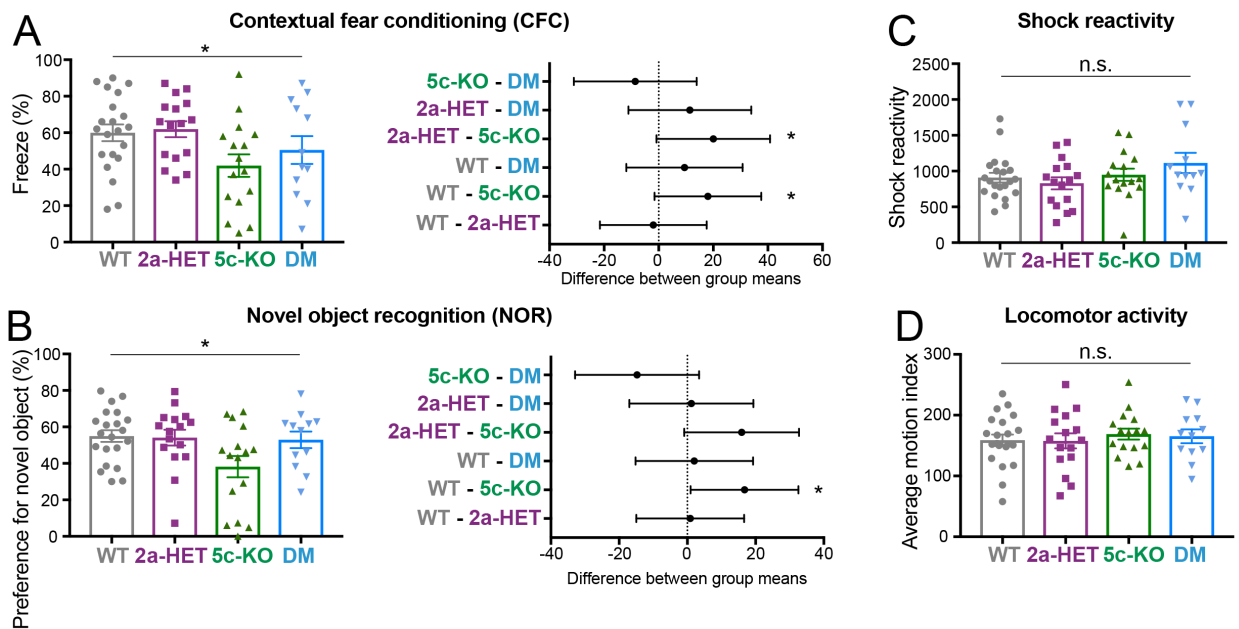 A
Contextual fear conditioning (CFC)
*
Freeze (%)
100
80
60
40
20
0
WT 2a-HET 5c-KO DM
5c-KO - DM
2a-HET - DM
2a-HET - 5c-KO *
WT - DM
WT - 5c-KO *
WT - 2a-HET
-40 -20 0 20 40 60
Difference between group means
C
Shock reactivity
n.s.
Shock reactivity
2500
2000
1500
1000
500
0
WT 2a-HET 5c-KO DM
B
Novel object recognition (NOR)
*
Preference for novel object (%)
100
80
60
40
20
0
WT 2a-HET 5c-KO DM
5c-KO - DM
2a-HET - DM
2a-HET - 5c-KO
WT - DM
WT - 5c-KO *
WT - 2a-HET
-40 -20 0 20 40
Difference between group means
D
Locomotor activity
n.s.
Average motion index
300
200
100
0
WT 2a-HET 5c-KO DM